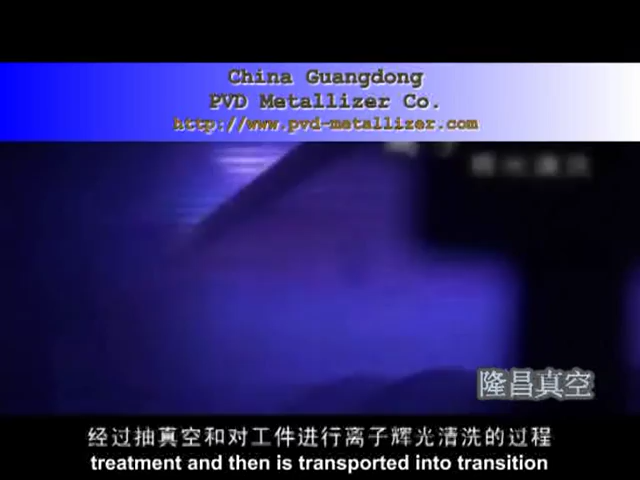 China Guangdong
PVD Metallizer Co.
http://www.pvd-metallizer.com
隆昌真空
经过抽真空和对工件进行离子辉光清洗的过程
treatment and then is transported into transition